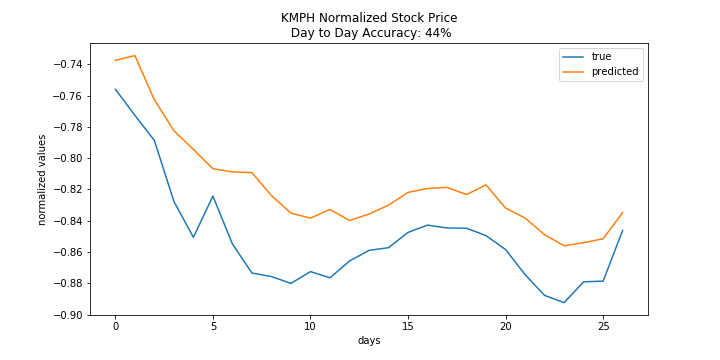 KMPH Normalized Stock Price
Day to Day Accuracy: 44%
true
predicted
normalized values
−0.74
−0.76
−0.78
−0.80
−0.82
−0.84
−0.86
−0.88
−0.90
0
5
10
15
20
25
days